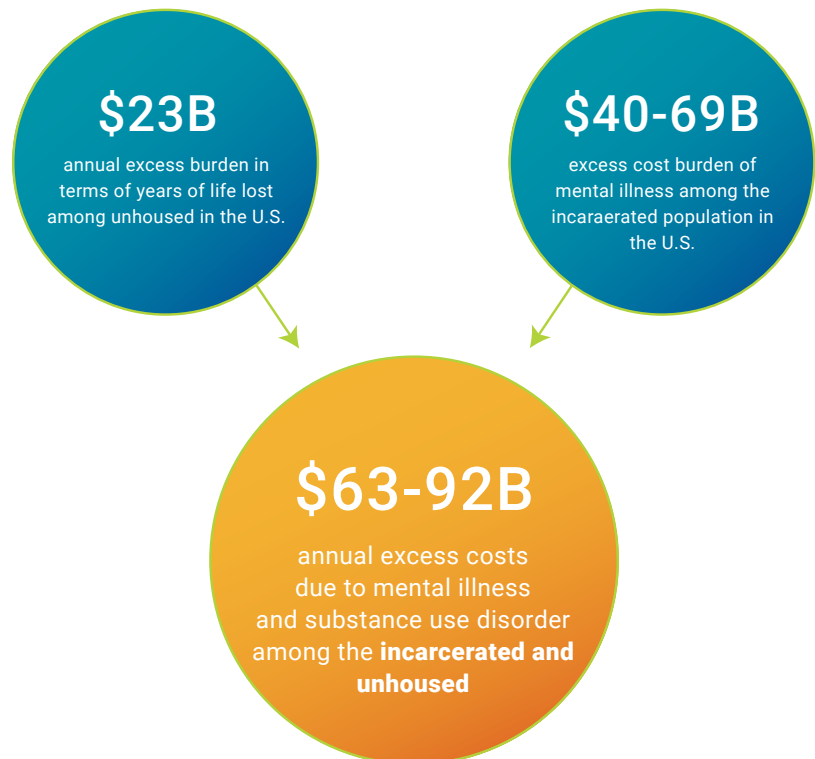 $23B
annual excess burden in
terms of years of life lost
among unhoused in the U.S.
$40-69B
excess cost burden of
mental illness among the
incaraerated population in
the U.S.
$63-92B
annual excess costs
due to mental illness
and substance use disorder
among the incarcerated and
unhoused